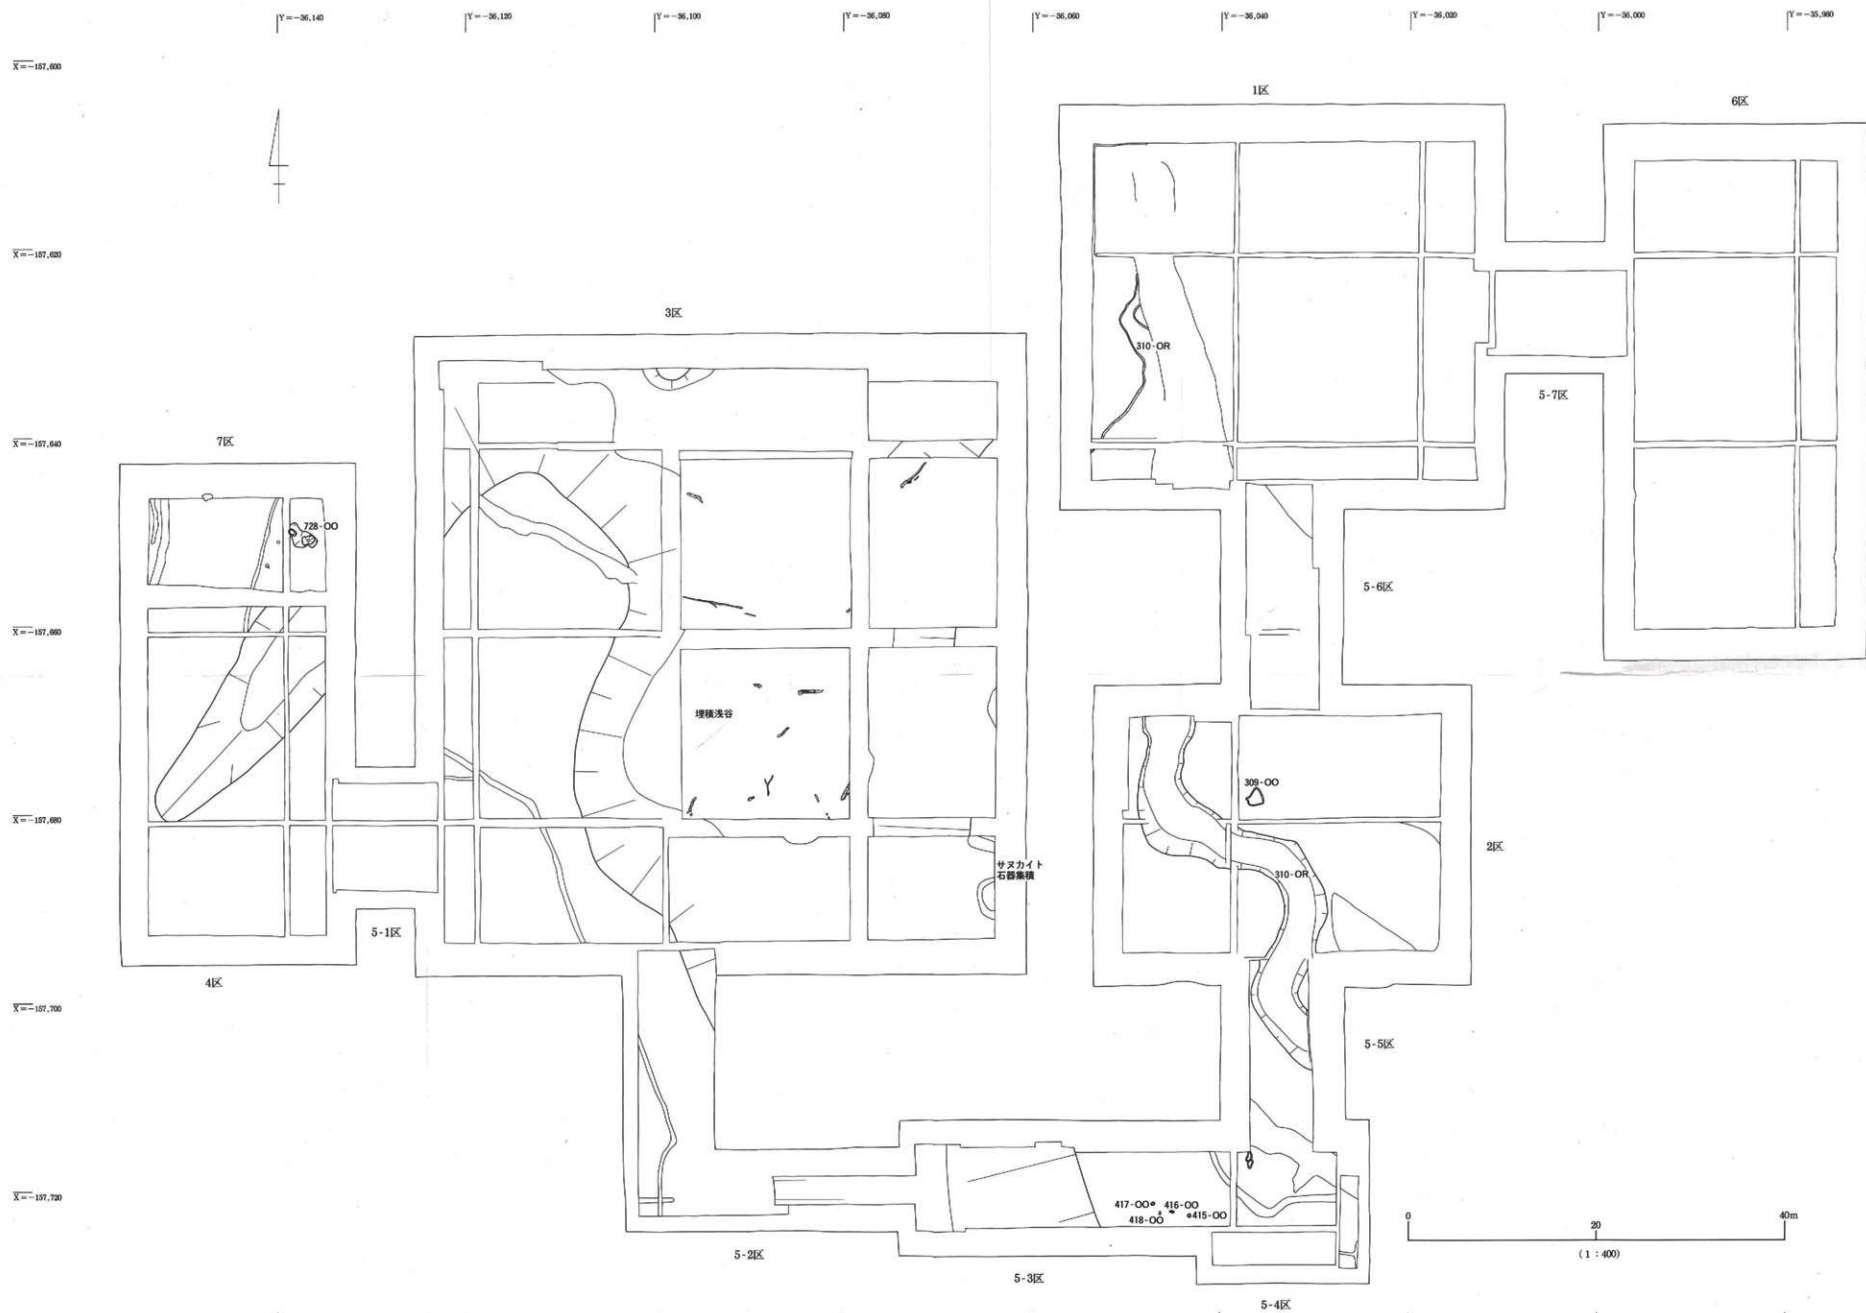 Y=-36,140
Y=-36,120
Y=-36,100
Y=-36,080
Y=-36,060
Y=-36,040
Y=-36,020
Y=-36,000
Y=-35,980
X=-157,600
1区
6区
X=-157,620
3区
310-OR
5-7区
7区
X=-157,640
728-OO
5-6区
X=-157,660
埋積浅谷
309-OO
X=-157,680
2区
サヌカイト
石器集積
310-OR
5-1区
4区
X=-157,700
5-5区
X=-157,720
417-OO
416-OO
418-OO
415-OO
0
20
40m
(1:400)
5-2区
5-3区
5-4区